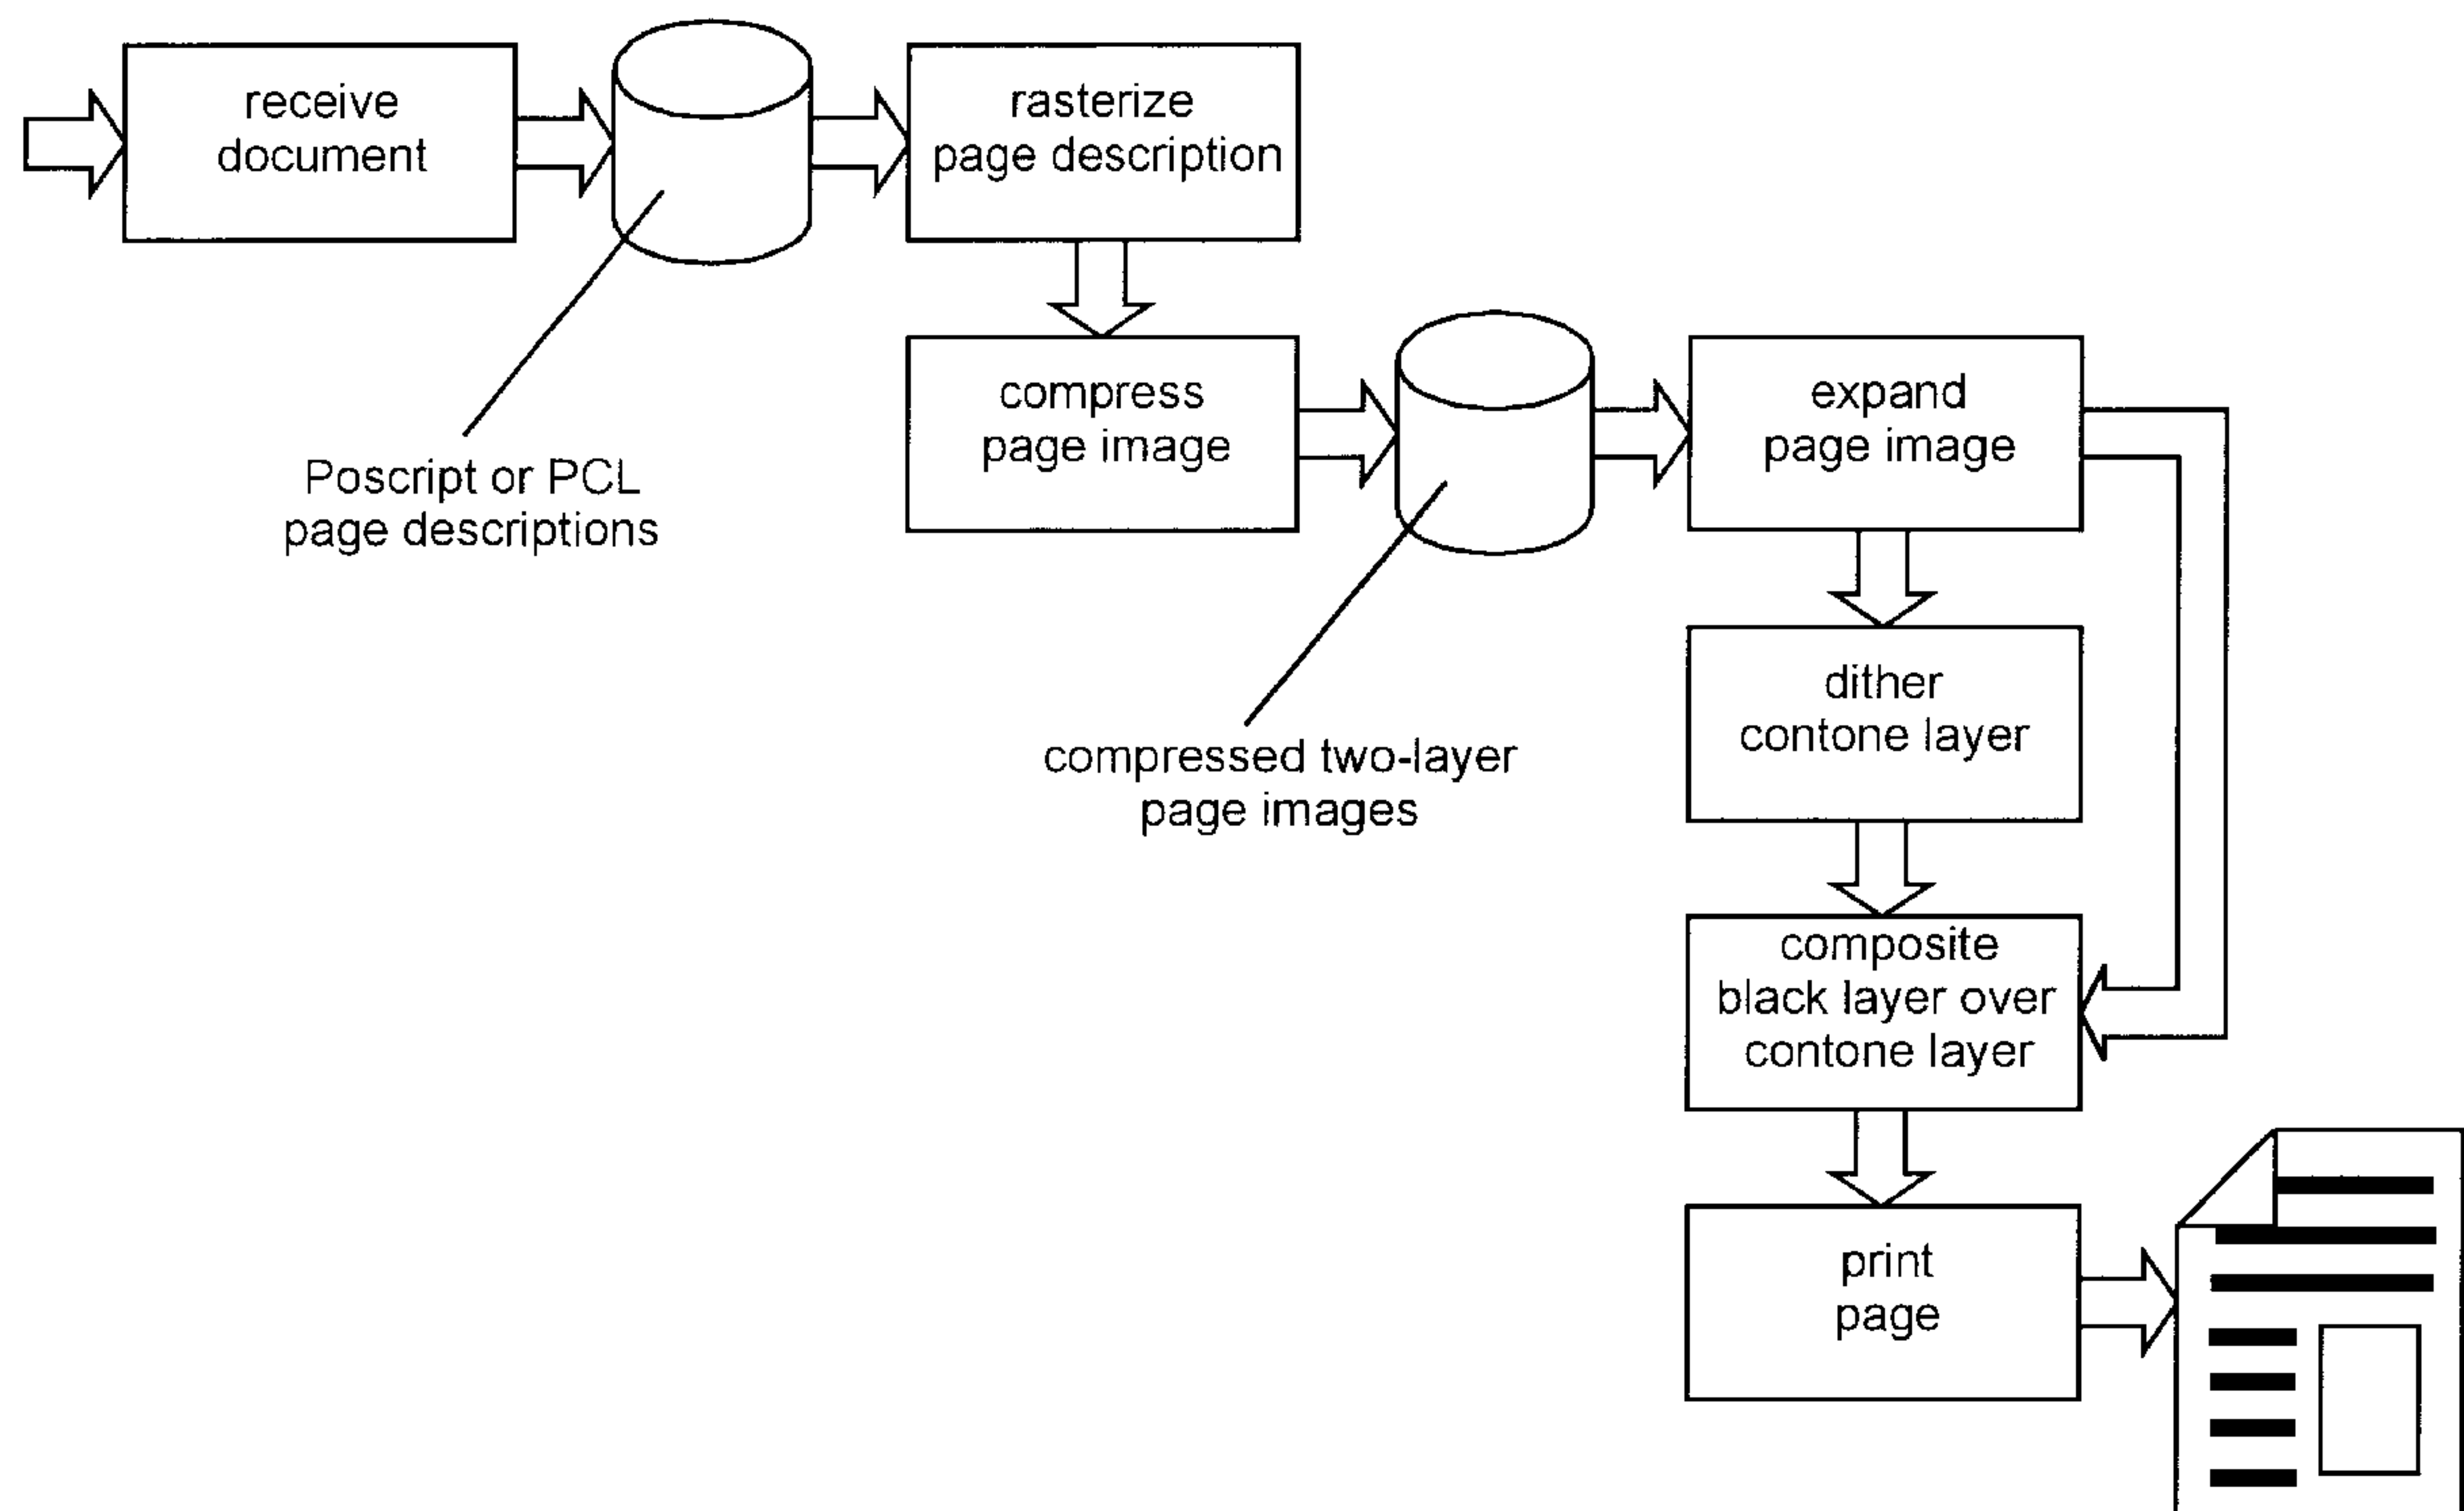 receive
document
rasterize
page description
Poscript or PCL
page descriptions
compress
page image
expand
page image
compressed two-layer
page images
dither
contone layer
composite
black layer over
contone layer
print
page